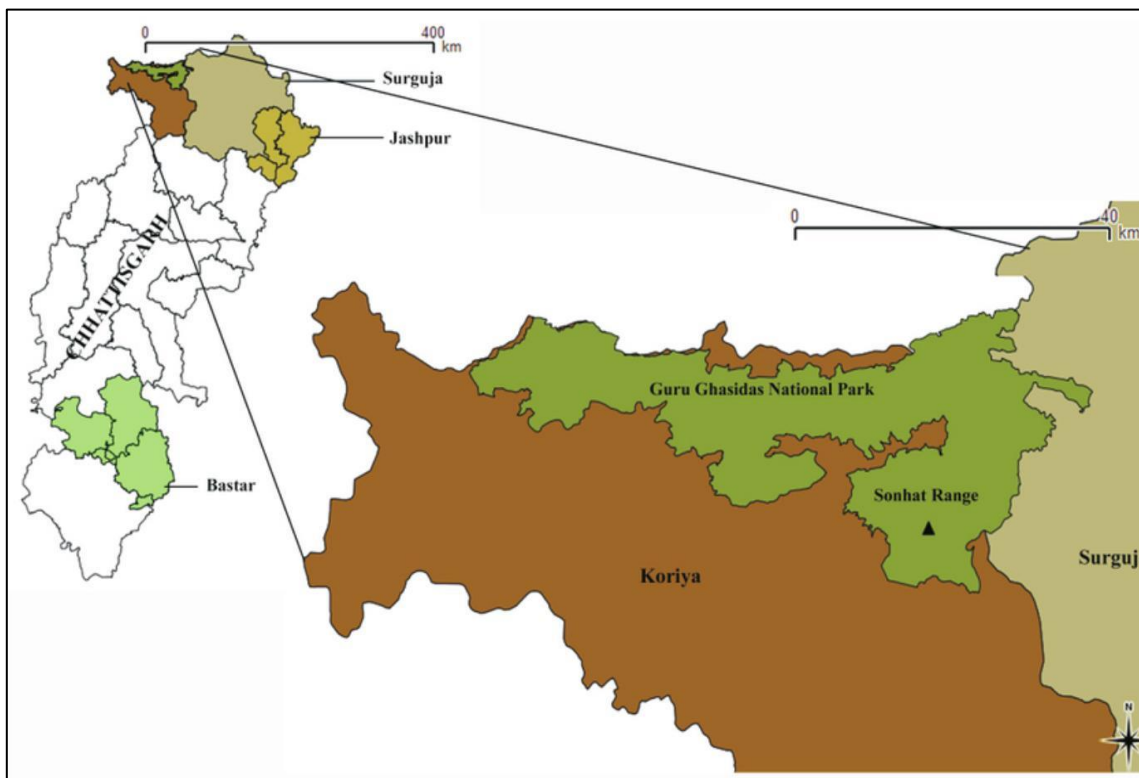 0 400
km
Surguja
Jashpur
CHHATTISGARH
Bastar
0 40
km
Guru Ghasidas National Park
Sonhat Range
Koriya
Surguj
N